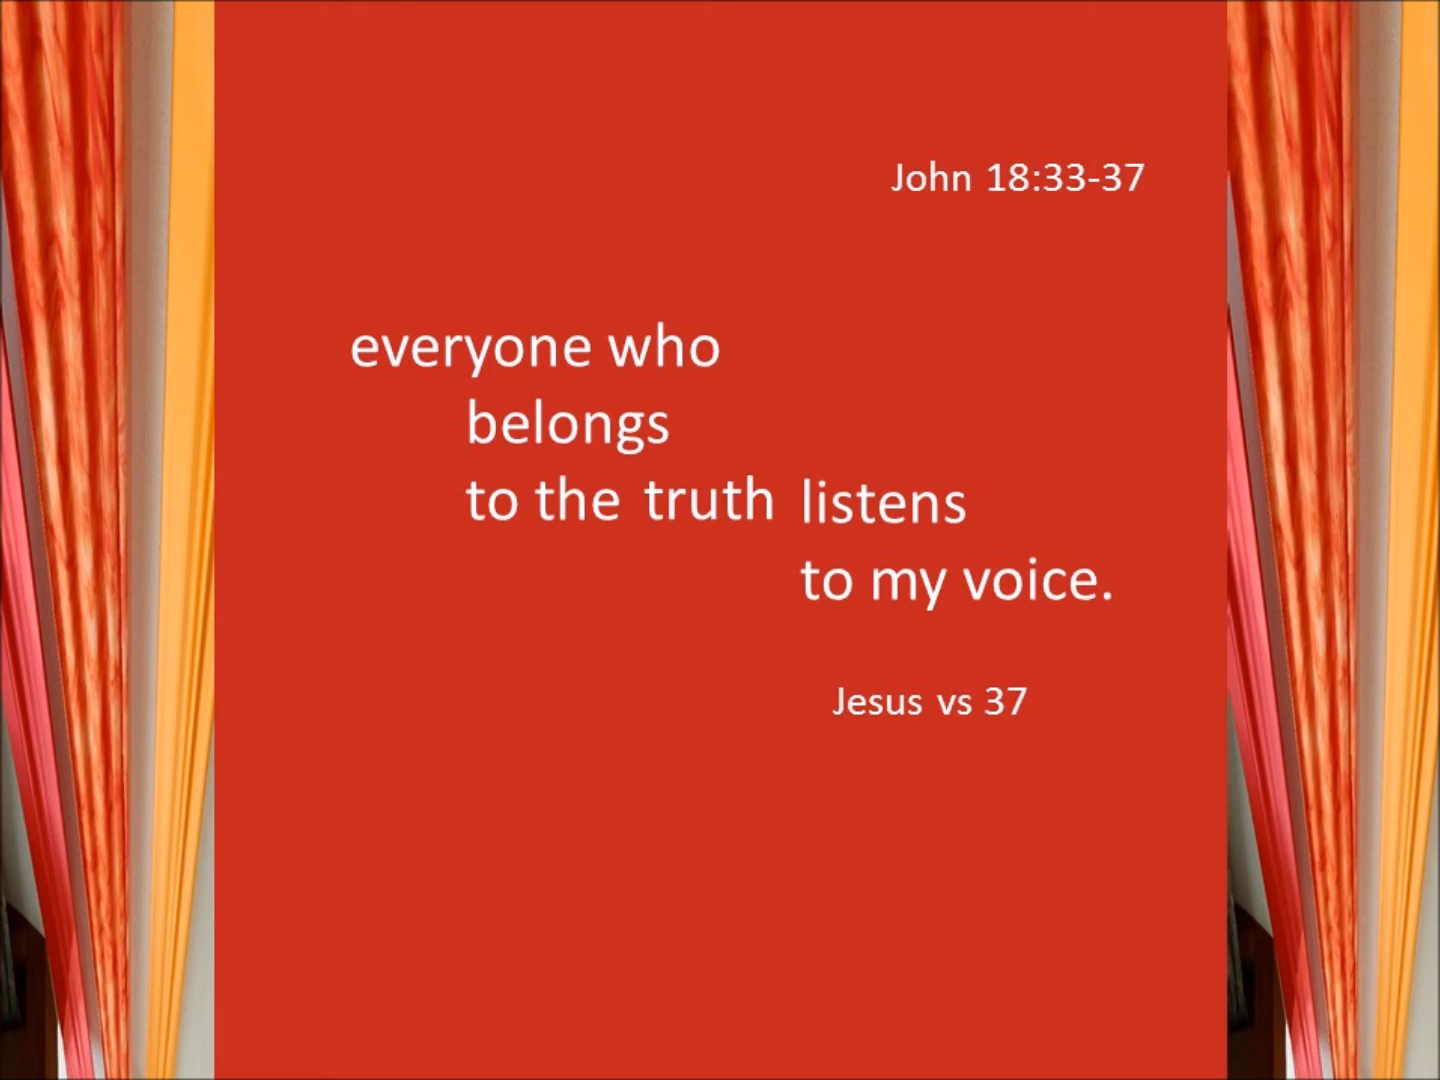 John 18:33-37
everyone who
belongs
to the truth listens
to my voice.
Jesus vs 37